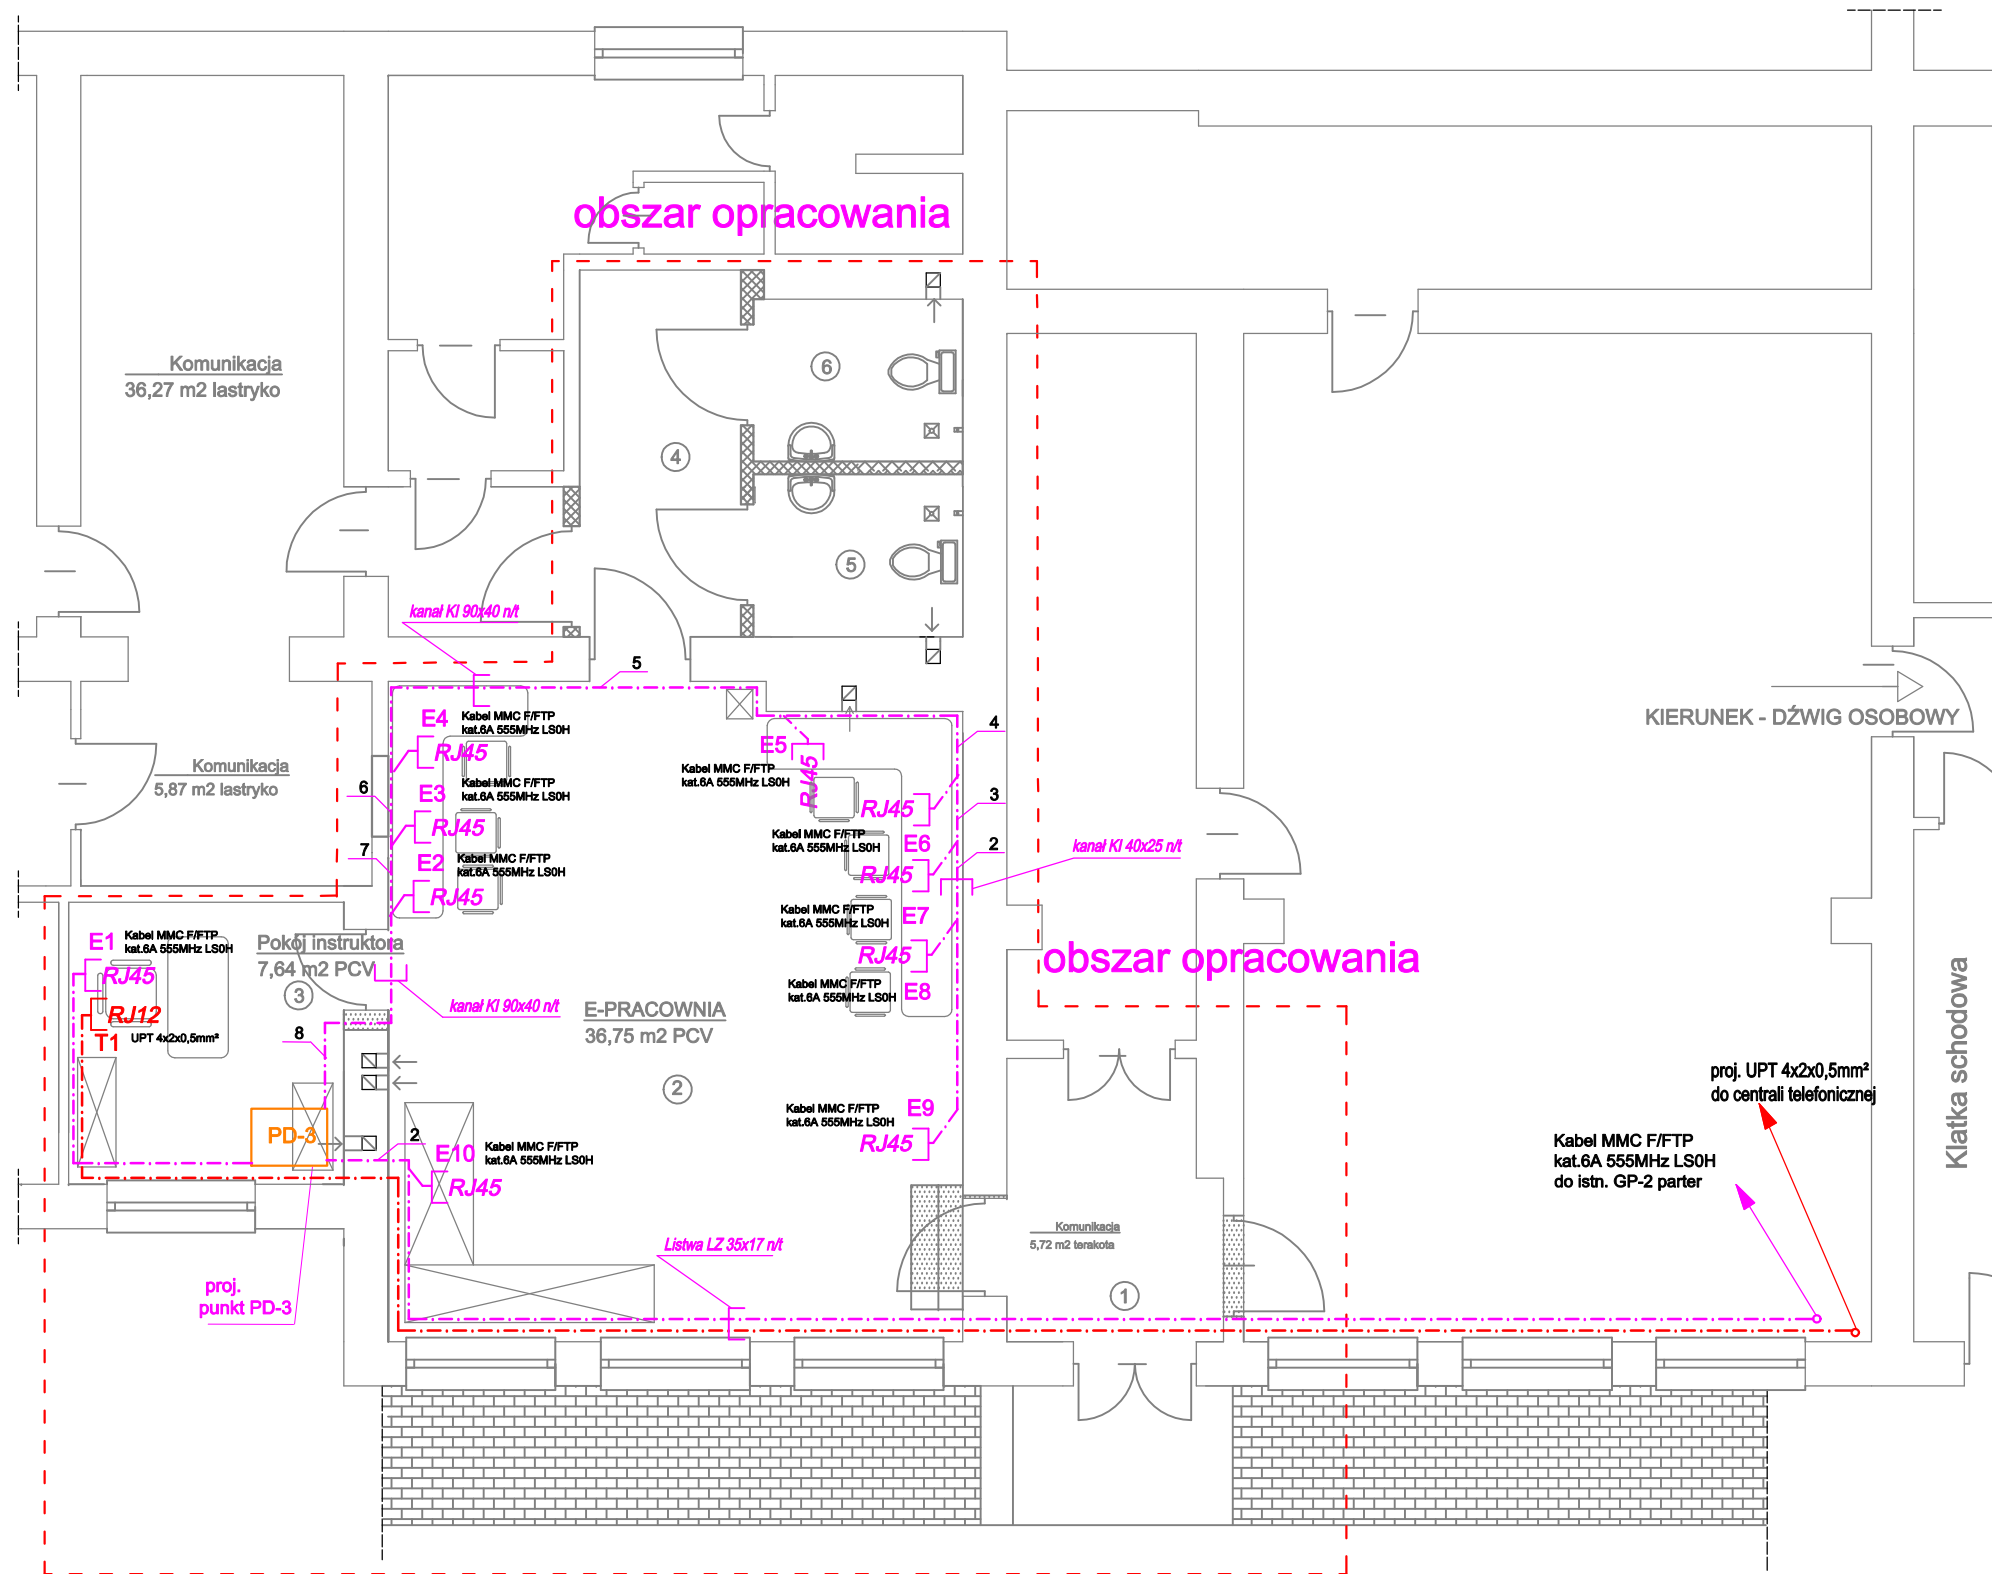 obszar opracowania
Komunikacja
36,27 m2 lastryko
6
4
5
kanał KI 90x40 n/t
5
Komunikacja
5,87 m2 lastryko
E4
Kabel MMC F/FTP
kat.6A 555MHz LS0H
RJ45
Kabel MMC F/FTP
kat.6A 555MHz LS0H
6
E3
RJ45
7
E2
Kabel MMC F/FTP
kat.6A 555MHz LS0H
RJ45
E5
RJ45
Kabel MMC F/FTP
kat.6A 555MHz LS0H
4
RJ45
3
Kabel MMC F/FTP
kat.6A 555MHz LS0H
E6
RJ45
2
kanał KI 40x25 n/t
Kabel MMC F/FTP
kat.6A 555MHz LS0H
E7
RJ45
Kabel MMC F/FTP
kat.6A 555MHz LS0H
E8
KIERUNEK - DŹWIG OSOBOWY
obszar opracowania
E1
Kabel MMC F/FTP
kat.6A 555MHz LS0H
RJ45
RJ12
T1
UPT 4x2x0,5mm²
Pokój instruktora
7,64 m2 PCV
3
kanał KI 90x40 n/t
8
E-PRACOWNIA
36,75 m2 PCV
2
PD-3
2
E10
Kabel MMC F/FTP
kat.6A 555MHz LS0H
RJ45
Kabel MMC F/FTP
kat.6A 555MHz LS0H
E9
RJ45
Klatka schodowa
proj. UPT 4x2x0,5mm²
do centrali telefonicznej
Kabel MMC F/FTP
kat.6A 555MHz LS0H
do istn. GP-2 parter
Komunikacja
5,72 m2 terakota
1
Listwa LZ 35x17 n/t
proj.
punkt PD-3